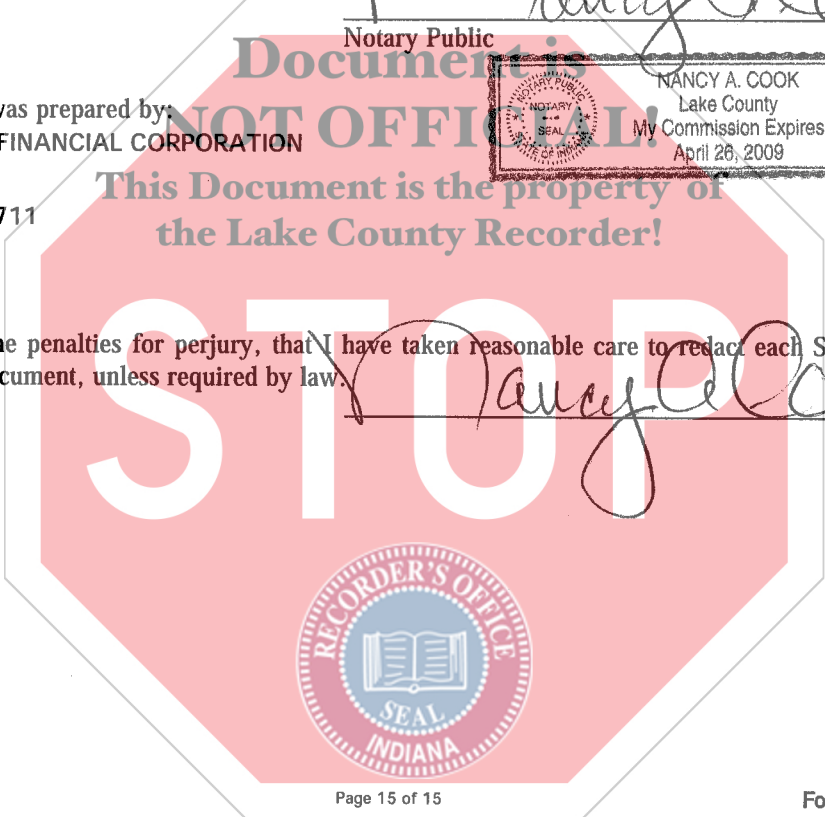 Notary Public
Document is
NOTARY PUBLIC
NOTARY
SEAL
STATE OF INDIANA
NANCY A. COOK
Lake County
My Commission Expires
April 26, 2009
was prepared by:
FINANCIAL CORPORATION
NOT OFFICIAL!
This Document is the property of
711
the Lake County Recorder!
STOP
he penalties for perjury, that I have taken reasonable care to redact each S
cument, unless required by law.
Nancy A Co
RECORDER'S OFFICE
SEAL
INDIANA
Page 15 of 15
Fo